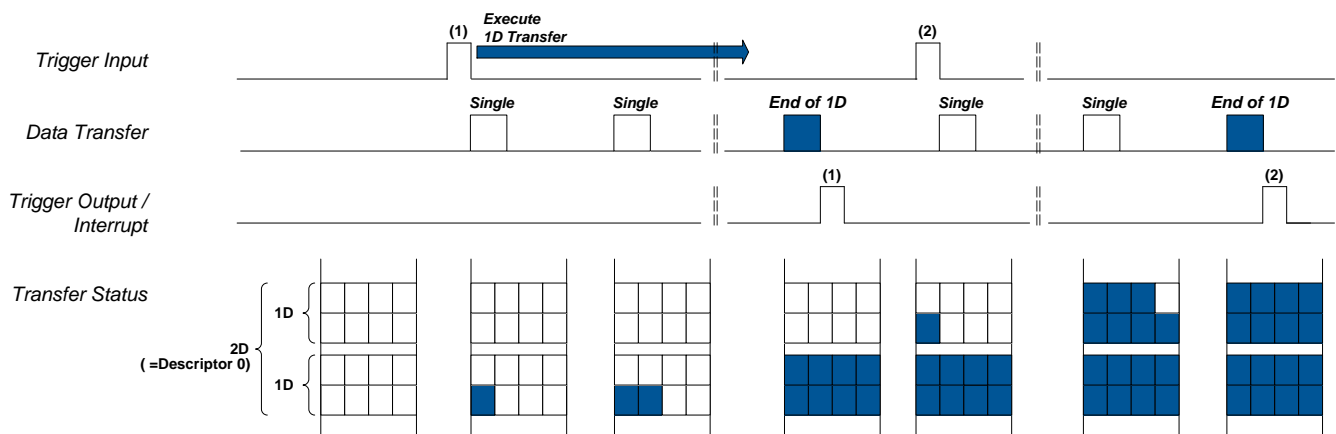 (1)
Execute
1D Transfer
(2)
Trigger Input
Single
Single
End of 1D
Single
Single
End of 1D
Data Transfer
(1)
(2)
Trigger Output /
Interrupt
Transfer Status
1D
2D
( =Descriptor 0)
1D